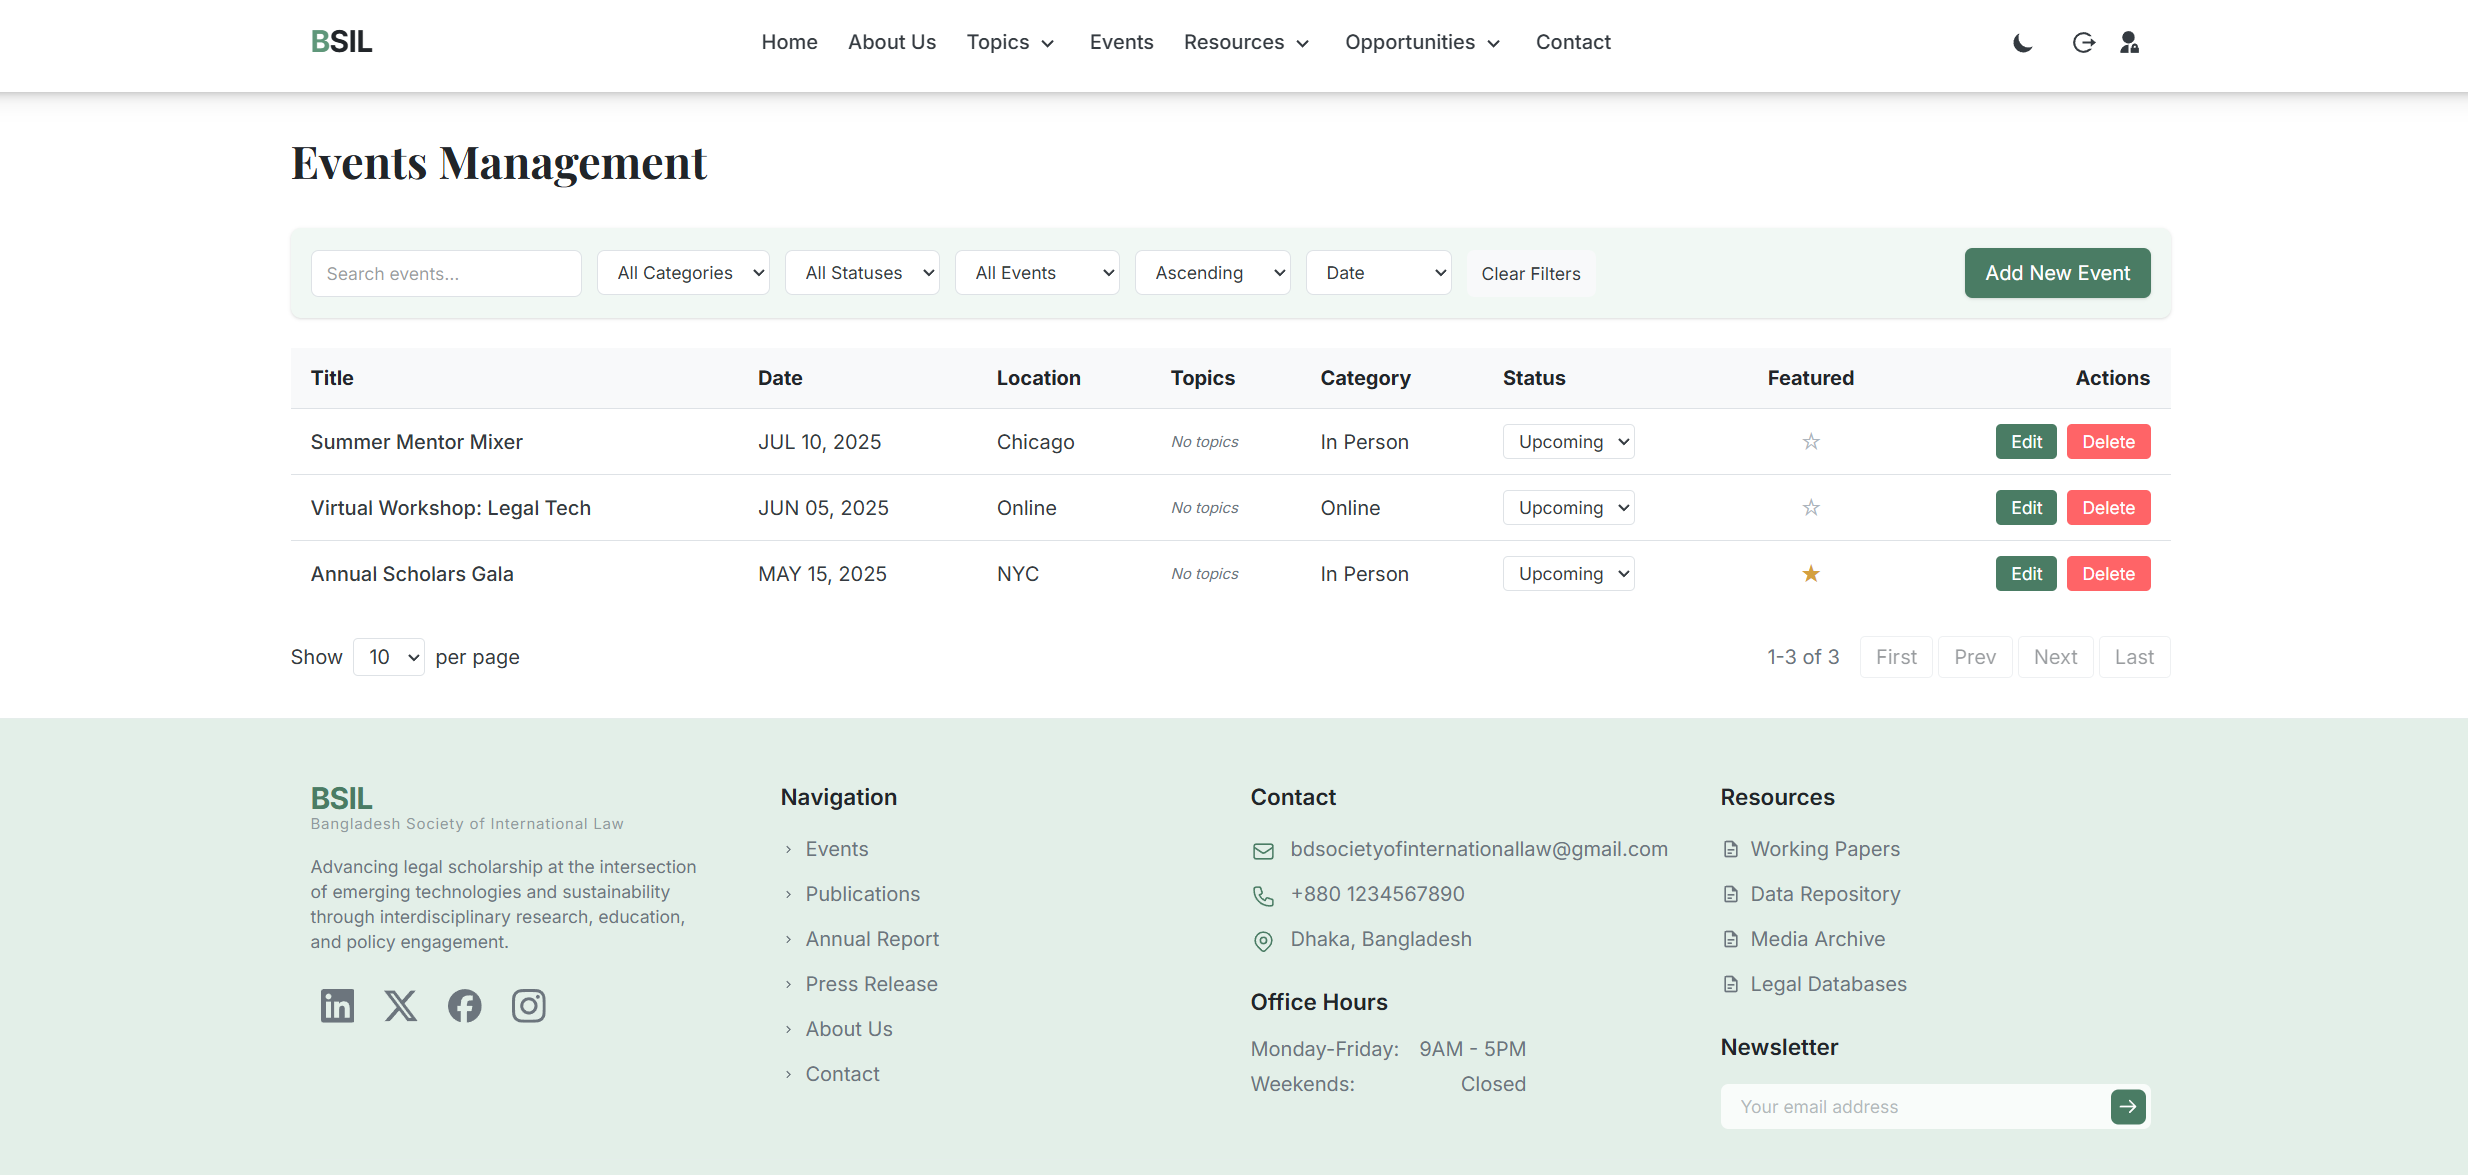 BSIL
Home About Us Topics Events Resources Opportunities Contact
Events Management
Search events... All Categories All Statuses All Events Ascending Date Clear Filters Add New Event
Title Date Location Topics Category Status Featured Actions
Summer Mentor Mixer JUL 10, 2025 Chicago No topics In Person Upcoming Edit Delete
Virtual Workshop: Legal Tech JUN 05, 2025 Online No topics Online Upcoming Edit Delete
Annual Scholars Gala MAY 15, 2025 NYC No topics In Person Upcoming Edit Delete
Show 10 per page 1-3 of 3 First Prev Next Last
BSIL
Bangladesh Society of International Law
Advancing legal scholarship at the intersection
of emerging technologies and sustainability
through interdisciplinary research, education,
and policy engagement.
Navigation
Events
Publications
Annual Report
Press Release
About Us
Contact
Contact
bdsocietyofinternationallaw@gmail.com
+880 1234567890
Dhaka, Bangladesh
Office Hours
Monday-Friday: 9AM - 5PM
Weekends: Closed
Resources
Working Papers
Data Repository
Media Archive
Legal Databases
Newsletter
Your email address